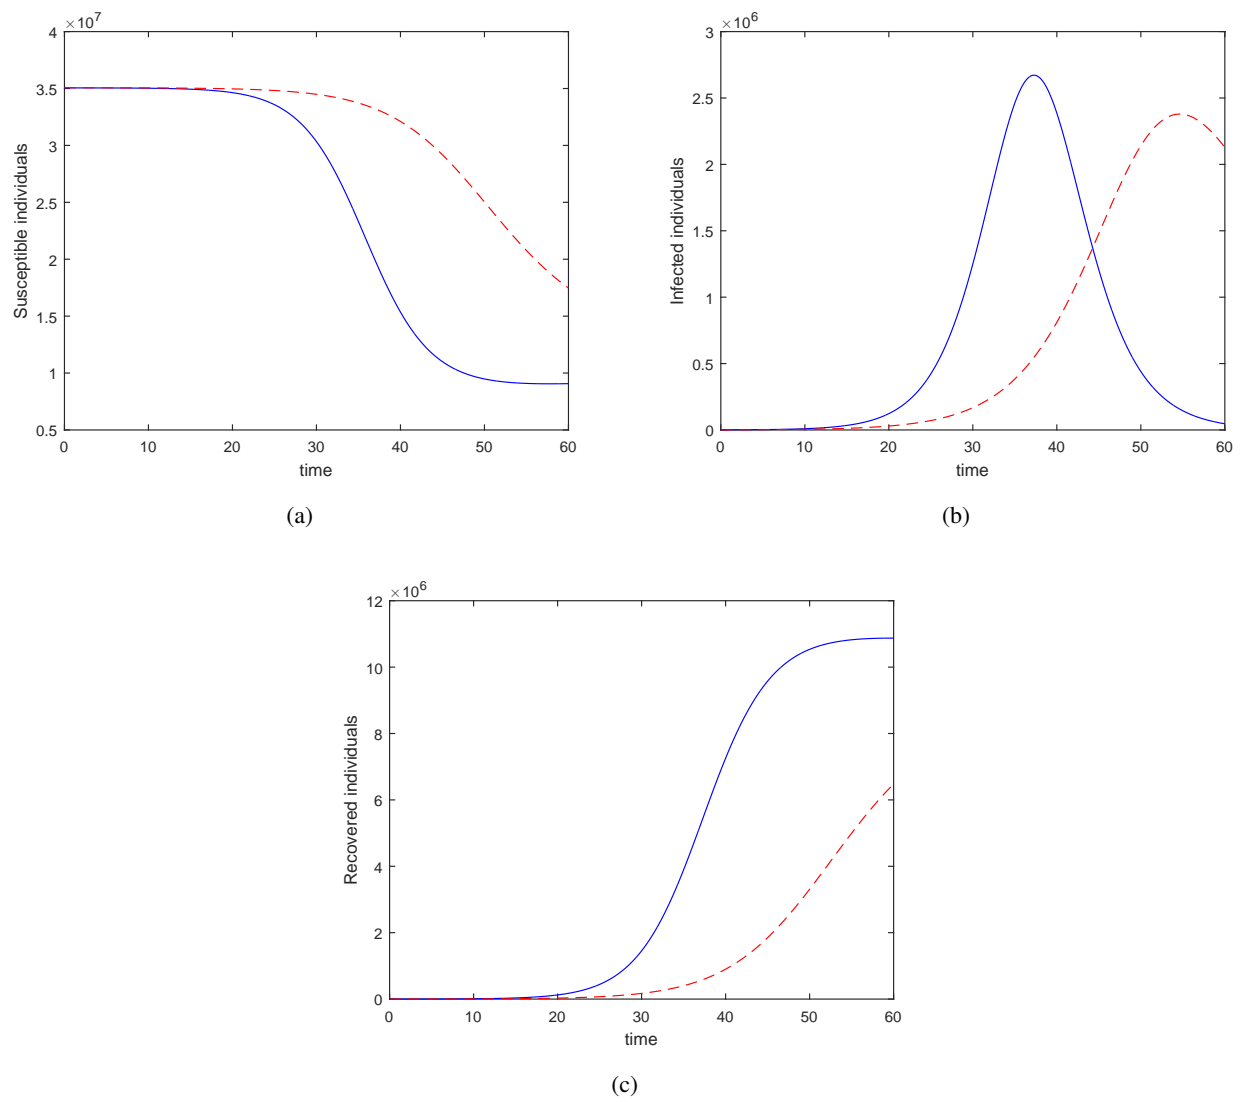 ×10^7
4
3.5
3
2.5
2
1.5
1
0.5
0 10 20 30 40 50 60
time
Susceptible individuals
(a)
×10^6
3
2.5
2
1.5
1
0.5
0
0 10 20 30 40 50 60
time
Infected individuals
(b)
×10^6
12
10
8
6
4
2
0
0 10 20 30 40 50 60
time
Recovered individuals
(c)